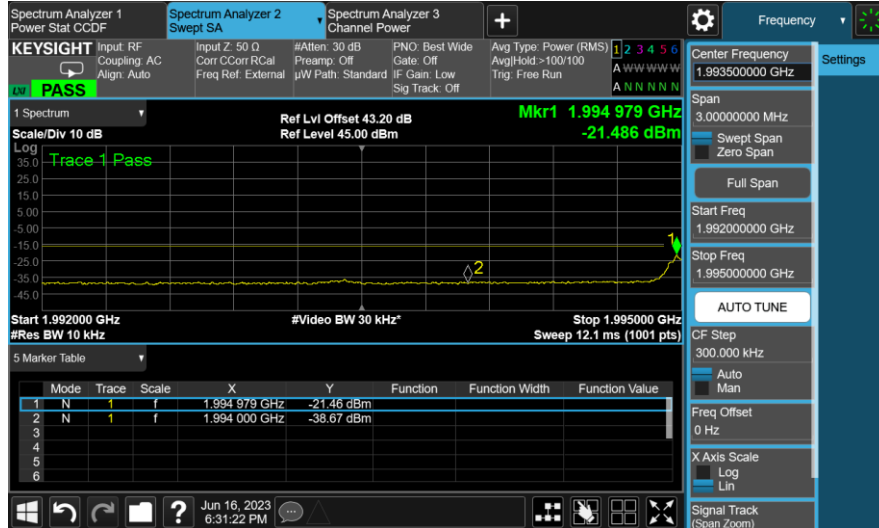 Spectrum Analyzer 1
Power Stat CCDF
Spectrum Analyzer 2
Swept SA
Spectrum Analyzer 3
Channel Power
Frequency
KEYSIGHT
Input: RF
Coupling: AC
Align: Auto
Input Z: 50 Ω
Corr CCorr RCal
Freq Ref: External
#Atten: 30 dB
Preamp: Off
µW Path: Standard
PNO: Best Wide
Gate: Off
IF Gain: Low
Sig Track: Off
Avg Type: Power (RMS)
Avg|Hold:>100/100
Trig: Free Run
1 2 3 4 5 6
A W W W W W
A N N N N N
LXI
PASS
1 Spectrum
Scale/Div 10 dB
Ref Lvl Offset 43.20 dB
Ref Level 45.00 dBm
Mkr1 1.994 979 GHz
-21.486 dBm
Log
Trace 1 Pass
35.0
25.0
15.0
5.00
-5.00
-15.0
-25.0
-35.0
-45.0
1
2
Start 1.992000 GHz
#Res BW 10 kHz
#Video BW 30 kHz*
Stop 1.995000 GHz
Sweep 12.1 ms (1001 pts)
5 Marker Table
Mode Trace Scale X Y Function Function Width Function Value
1 N 1 f 1.994 979 GHz -21.46 dBm
2 N 1 f 1.994 000 GHz -38.67 dBm
3
4
5
6
Jun 16, 2023
6:31:22 PM
Center Frequency
1.993500000 GHz
Settings
Span
3.00000000 MHz
Swept Span
Zero Span
Full Span
Start Freq
1.992000000 GHz
Stop Freq
1.995000000 GHz
AUTO TUNE
CF Step
300.000 kHz
Auto
Man
Freq Offset
0 Hz
X Axis Scale
Log
Lin
Signal Track
(Span Zoom)